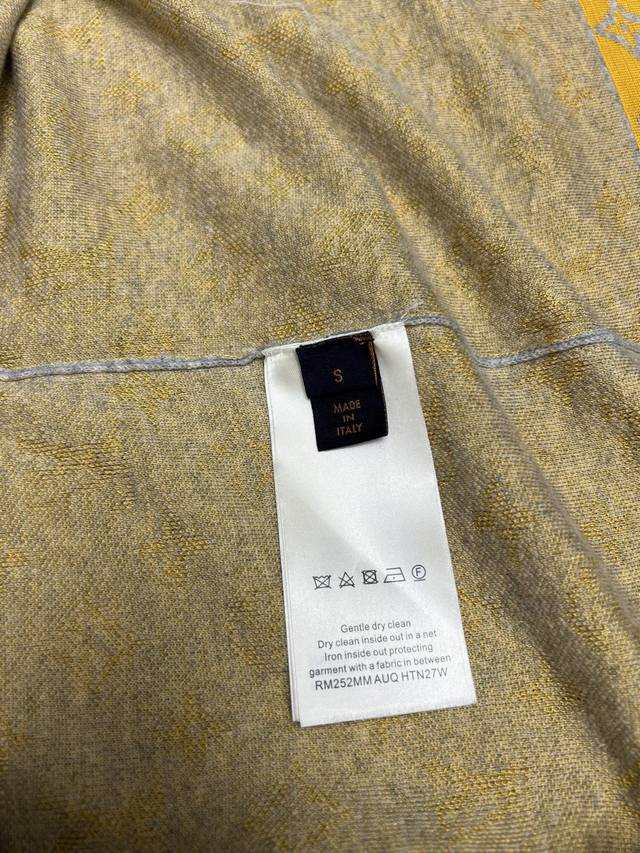 S
MADE
IN
ITALY
F
Gentle dry clean
Dry clean inside out in a net
Iron inside out protecting
garment with a fabric in between
RM252MM AUQ HTN27W